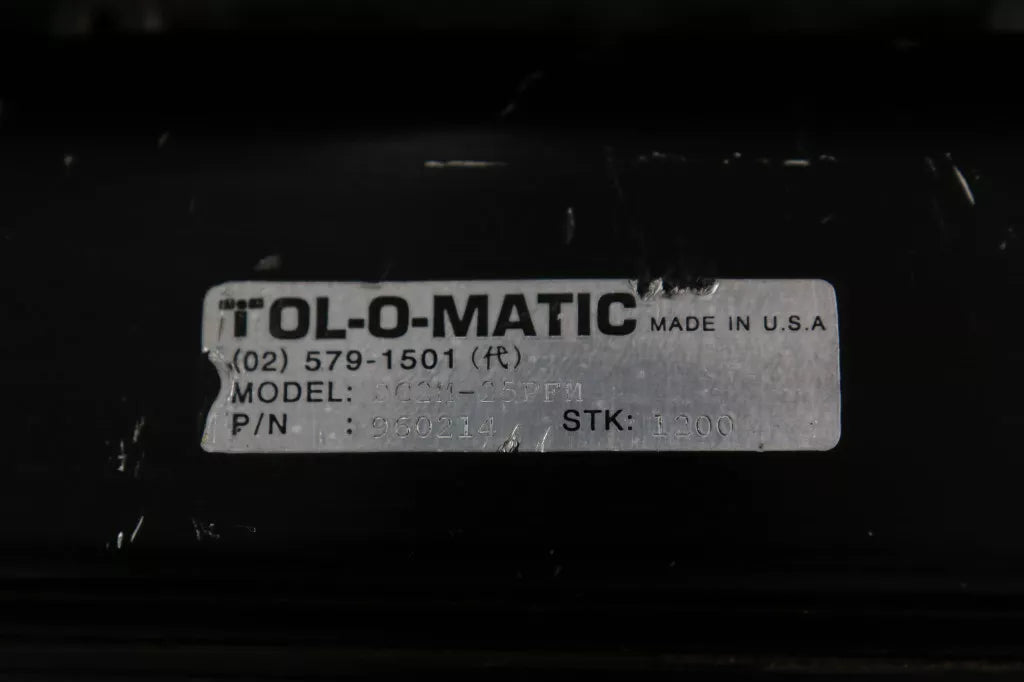 TOL-O-MATIC MADE IN U.S.A
(02) 579-1501 (代)
MODEL:
P/N : 960214 STK: 1200